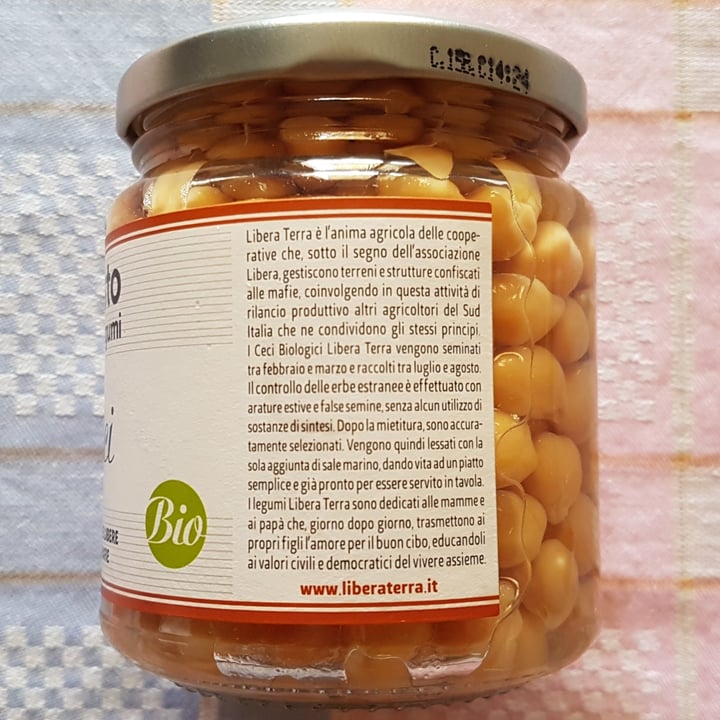 Libera Terra è l'anima agricola delle coope-
rative che, sotto il segno dell'associazione
Libera, gestiscono terreni e strutture confiscati
alle mafie, coinvolgendo in questa attività di
rilancio produttivo altri agricoltori del Sud
Italia che ne condividono gli stessi principi.
I Ceci Biologici Libera Terra vengono seminati
tra febbraio e marzo e raccolti tra luglio e agosto.
Il controllo delle erbe estranee è effettuato con
arature estive e false semine, senza alcun utilizzo di
sostanze di sintesi. Dopo la mietitura, sono accura-
tamente selezionati. Vengono quindi lessati con la
sola aggiunta di sale marino, dando vita ad un piatto
semplice e già pronto per essere servito in tavola.
I legumi Libera Terra sono dedicati alle mamme e
ai papà che, giorno dopo giorno, trasmettono ai
propri figli l'amore per il buon cibo, educandoli
ai valori civili e democratici del vivere assieme.
www.liberaterra.it
Bio